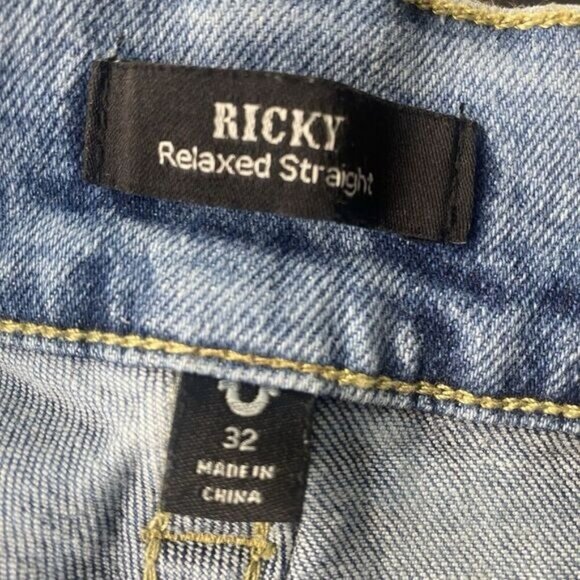 RICKY
Relaxed Straight
32
MADE IN
CHINA